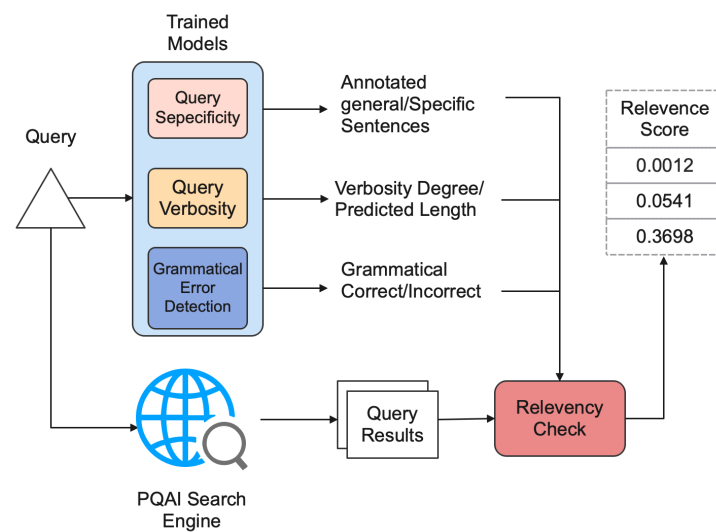 Trained
Models
Query
Query
Sepecificity
Annotated
general/Specific
Sentences
Query
Verbosity
Verbosity Degree/
Predicted Length
Grammatical
Error
Detection
Grammatical
Correct/Incorrect
Relevence
Score
0.0012
0.0541
0.3698
PQAI Search
Engine
Query
Results
Relevency
Check